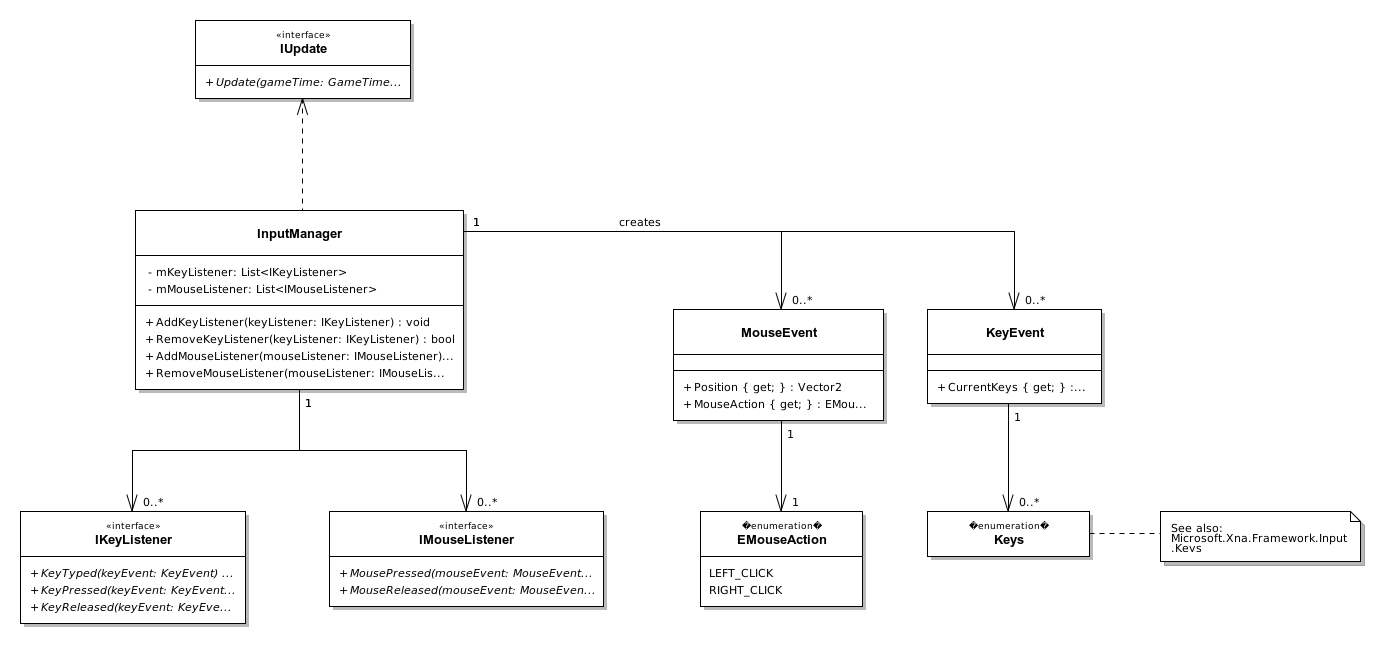 «interface»
IUpdate
+ Update(gameTime: GameTime...
InputManager
- mKeyListener: List<IKeyListener>
- mMouseListener: List<IMouseListener>
+ AddKeyListener(keyListener: IKeyListener) : void
+ RemoveKeyListener(keyListener: IKeyListener) : bool
+ AddMouseListener(mouseListener: IMouseListener)...
+ RemoveMouseListener(mouseListener: IMouseLis...
1
creates
0..*
0..*
MouseEvent
+ Position { get; } : Vector2
+ MouseAction { get; } : EMou...
KeyEvent
+ CurrentKeys { get; } :...
1
1
1
0..*
0..*
1
0..*
«interface»
IKeyListener
+ KeyTyped(keyEvent: KeyEvent) ...
+ KeyPressed(keyEvent: KeyEvent...
+ KeyReleased(keyEvent: KeyEve...
«interface»
IMouseListener
+ MousePressed(mouseEvent: MouseEvent...
+ MouseReleased(mouseEvent: MouseEven...
�enumeration�
EMouseAction
LEFT_CLICK
RIGHT_CLICK
�enumeration�
Keys
See also:
Microsoft.Xna.Framework.Input
.Keys